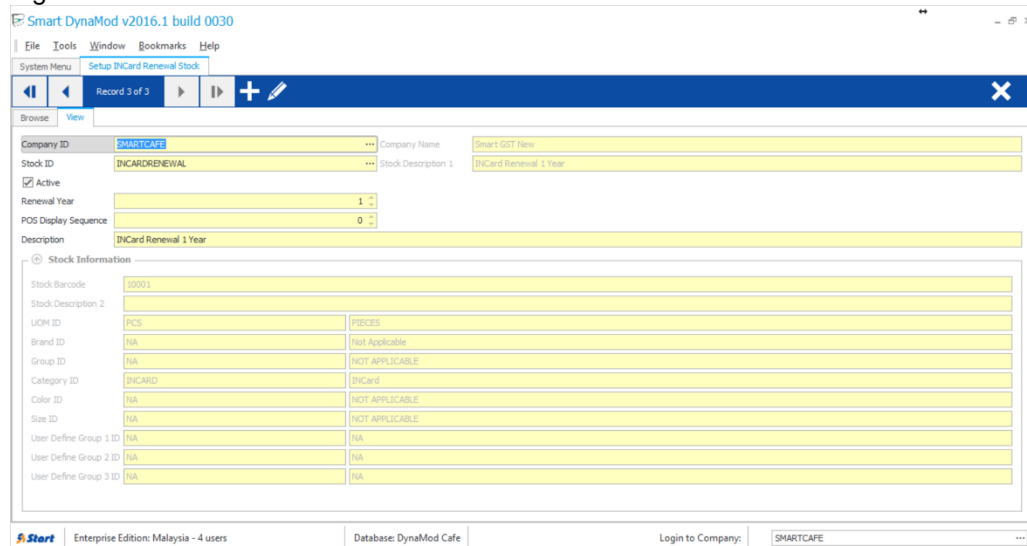 Smart DynaMod v2016.1 build 0030
File Tools Window Bookmarks Help
System Menu Setup INCard Renewal Stock
Record 3 of 3
Browse View
Company ID SMARTCAFE ... Company Name Smart GST New
Stock ID INCARDRENEWAL ... Stock Description 1 INCard Renewal 1 Year
Active
Renewal Year 1
POS Display Sequence 0
Description INCard Renewal 1 Year
Stock Information
Stock Barcode 10001
Stock Description 2
UOM ID PCS PIECES
Brand ID NA Not Applicable
Group ID NA NOT APPLICABLE
Category ID INCARD INCard
Color ID NA NOT APPLICABLE
Size ID NA NOT APPLICABLE
User Define Group 1 ID NA NA
User Define Group 2 ID NA NA
User Define Group 3 ID NA NA
Start Enterprise Edition: Malaysia - 4 users Database: DynaMod Cafe Login to Company: SMARTCAFE ...